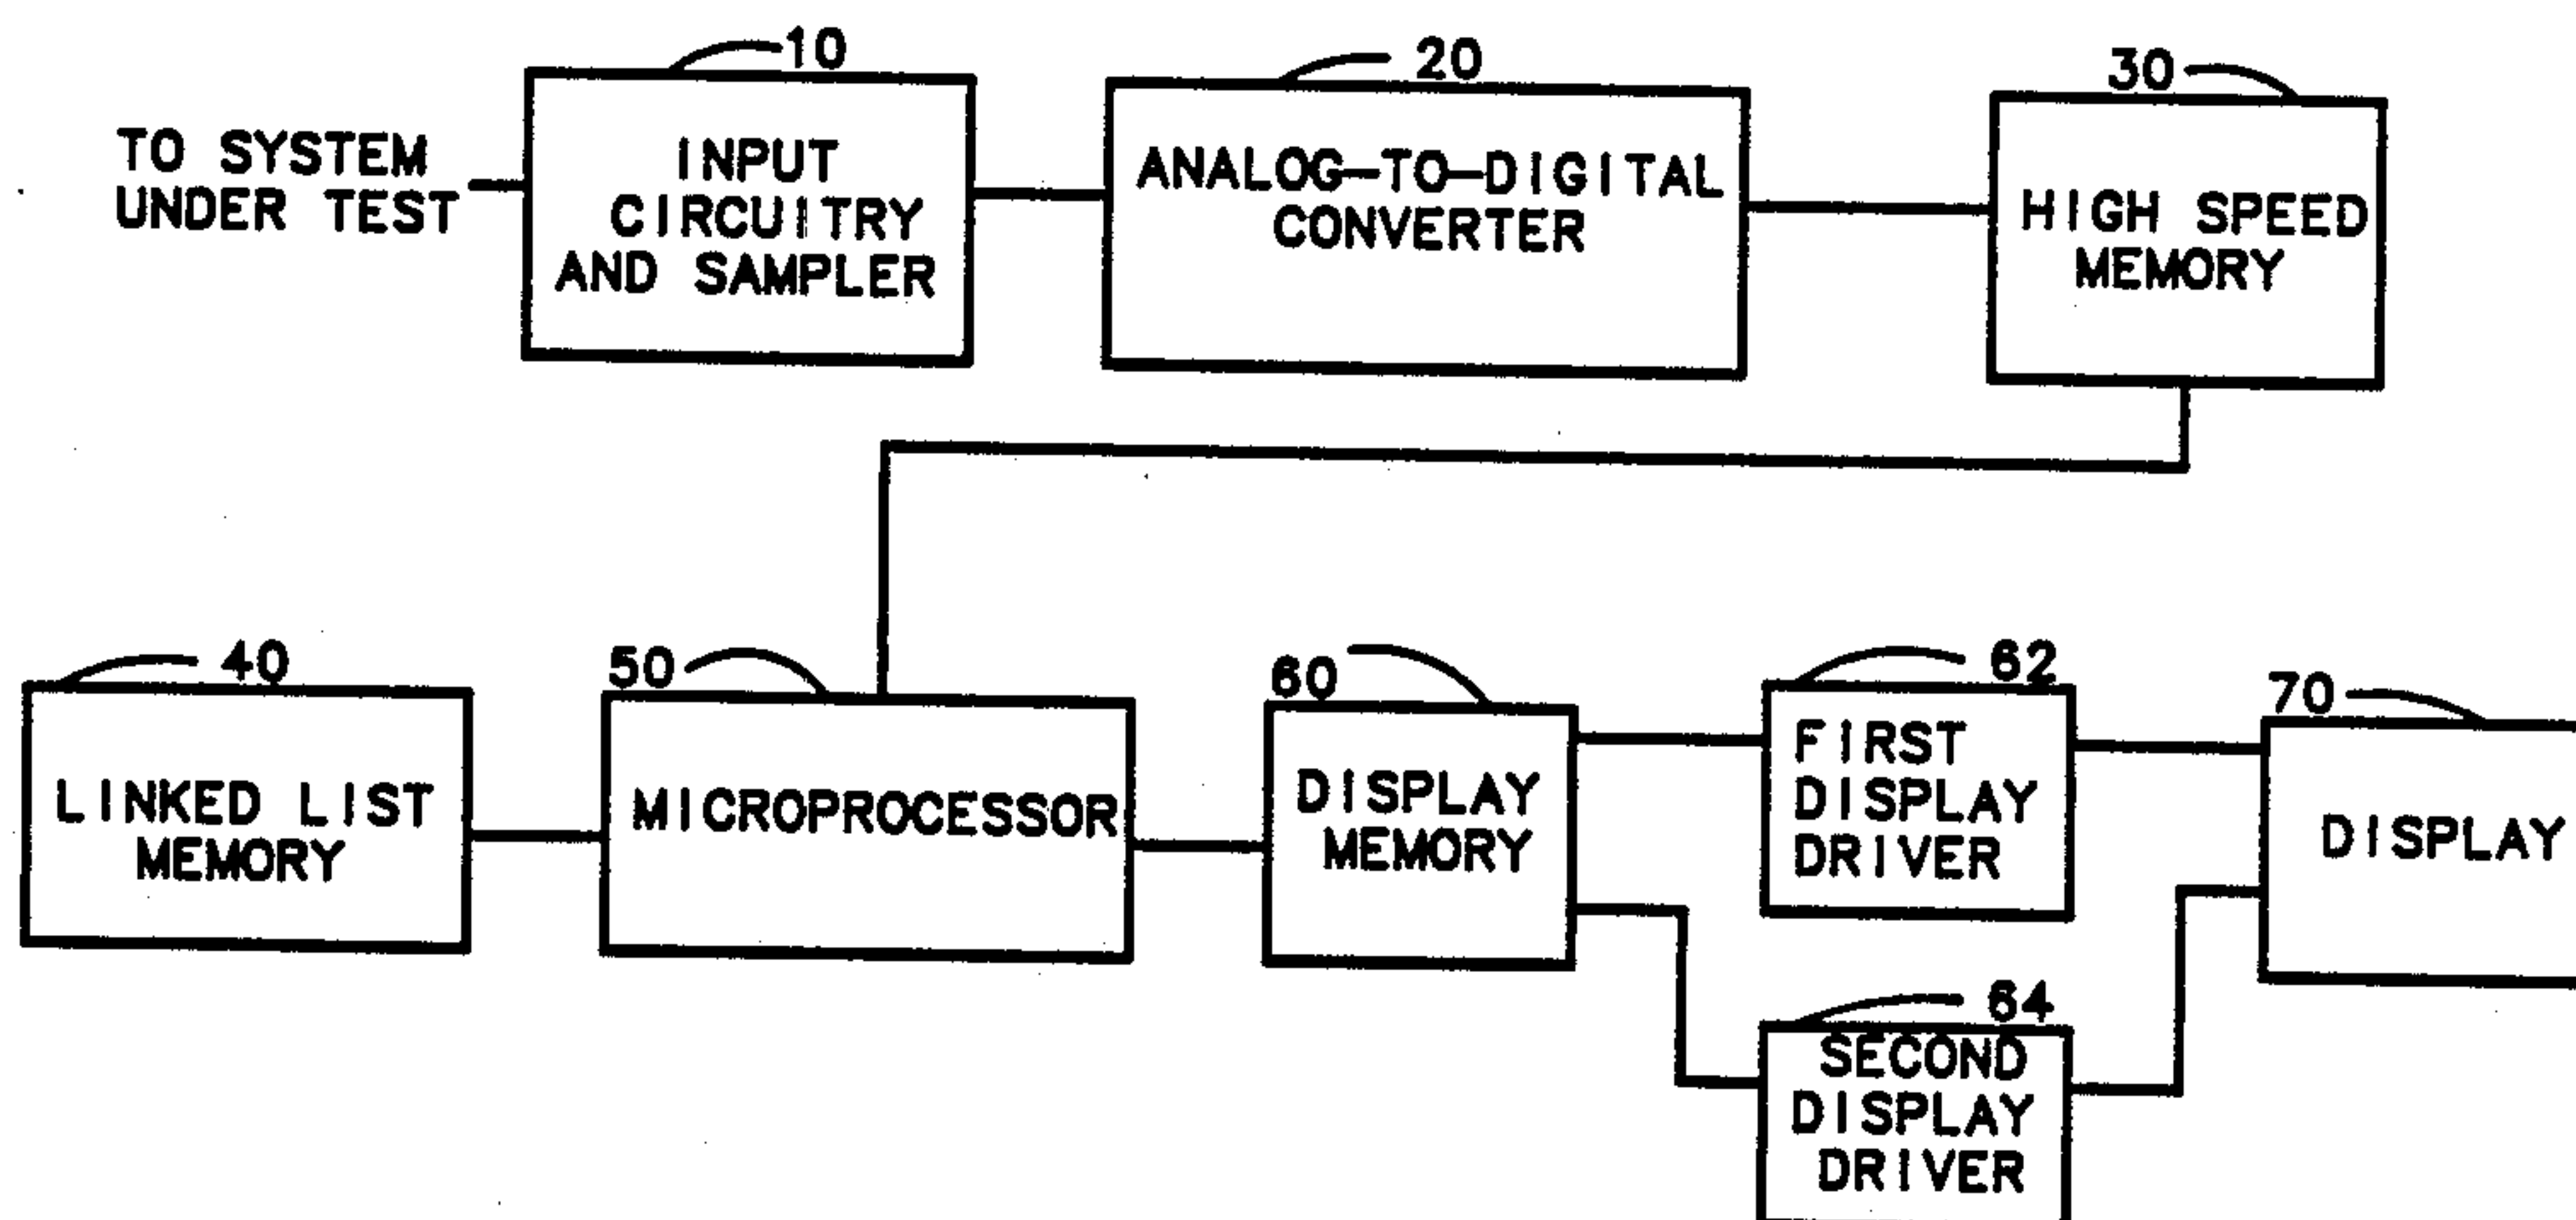 10
20
30
TO SYSTEM
UNDER TEST
INPUT
CIRCUITRY
AND SAMPLER
ANALOG-TO-DIGITAL
CONVERTER
HIGH SPEED
MEMORY
40
50
60
62
70
LINKED LIST
MEMORY
MICROPROCESSOR
DISPLAY
MEMORY
FIRST
DISPLAY
DRIVER
DISPLAY
64
SECOND
DISPLAY
DRIVER